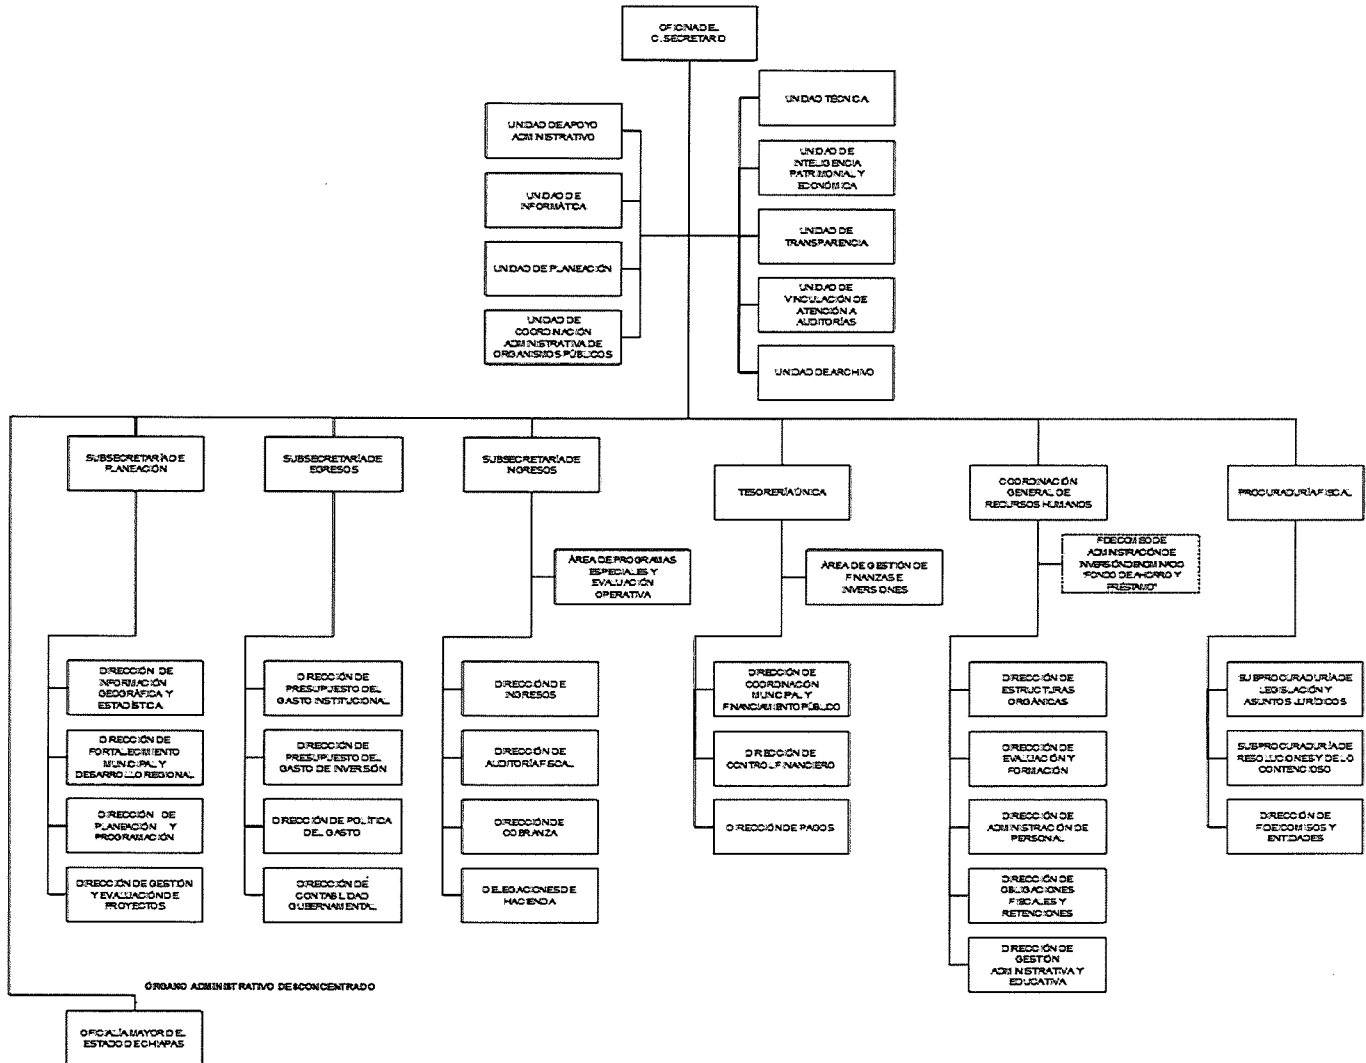 OFICINA DEL
C. SECRETARIO
UNIDAD TÉCNICA
UNIDAD DE APOYO
ADMINISTRATIVO
UNIDAD DE
INTELIGENCIA
PATRIMONIAL Y
ECONÓMICA
UNIDAD DE
INFORMÁTICA
UNIDAD DE
TRANSPARENCIA
UNIDAD DE PLANEACIÓN
UNIDAD DE
VINCULACIÓN DE
ATENCIÓN A
AUDITORÍAS
UNIDAD DE
COORDINACIÓN
ADMINISTRATIVA DE
ORGANISMOS PÚBLICOS
UNIDAD DE ARCHIVO
SUBSECRETARÍA DE
PLANEACIÓN
SUBSECRETARÍA DE
EGRESOS
SUBSECRETARÍA DE
INGRESOS
TESORERÍA ÚNICA
COORDINACIÓN
GENERAL DE
RECURSOS HUMANOS
PROCURADURÍA FISCAL
ÁREA DE PROGRAMAS
ESPECIALES Y
EVALUACIÓN
OPERATIVA
ÁREA DE GESTIÓN DE
FINANZAS E
INVERSIONES
FIDEICOMISO DE
ADMINISTRACIÓN DE
INVERSIÓN DENOMINADO
"FONDO DE AHORRO Y
PRÉSTAMO"
DIRECCIÓN DE
INFORMACIÓN
GEOGRÁFICA Y
ESTADÍSTICA
DIRECCIÓN DE
PRESUPUESTO DEL
GASTO INSTITUCIONAL
DIRECCIÓN DE
INGRESOS
DIRECCIÓN DE
COORDINACIÓN
MUNICIPAL Y
FINANCIAMIENTO PÚBLICO
DIRECCIÓN DE
ESTRUCTURAS
ORGÁNICAS
SUBPROCURADURÍA DE
LEGISLACIÓN Y
ASUNTOS JURÍDICOS
DIRECCIÓN DE
FORTALECIMIENTO
MUNICIPAL Y
DESARROLLO REGIONAL
DIRECCIÓN DE
PRESUPUESTO DEL
GASTO DE INVERSIÓN
DIRECCIÓN DE
AUDITORÍA FISCAL
DIRECCIÓN DE
CONTROL FINANCIERO
DIRECCIÓN DE
EVALUACIÓN Y
FORMACIÓN
SUBPROCURADURÍA DE
RESOLUCIONES Y DE LO
CONTENCIOSO
DIRECCIÓN DE
PLANEACIÓN Y
PROGRAMACIÓN
DIRECCIÓN DE POLÍTICA
DEL GASTO
DIRECCIÓN DE
COBRANZA
DIRECCIÓN DE PAGOS
DIRECCIÓN DE
ADMINISTRACIÓN DE
PERSONAL
DIRECCIÓN DE
FIDEICOMISOS Y
ENTIDADES
DIRECCIÓN DE GESTIÓN
Y EVALUACIÓN DE
PROYECTOS
DIRECCIÓN DE
CONTABILIDAD
GUBERNAMENTAL
DELEGACIONES DE
HACIENDA
DIRECCIÓN DE
OBLIGACIONES
FISCALES Y
RETENCIONES
DIRECCIÓN DE
GESTIÓN
ADMINISTRATIVA Y
EDUCATIVA
ÓRGANO ADMINISTRATIVO DESCONCENTRADO
OFICIALÍA MAYOR DEL
ESTADO DE CHIAPAS